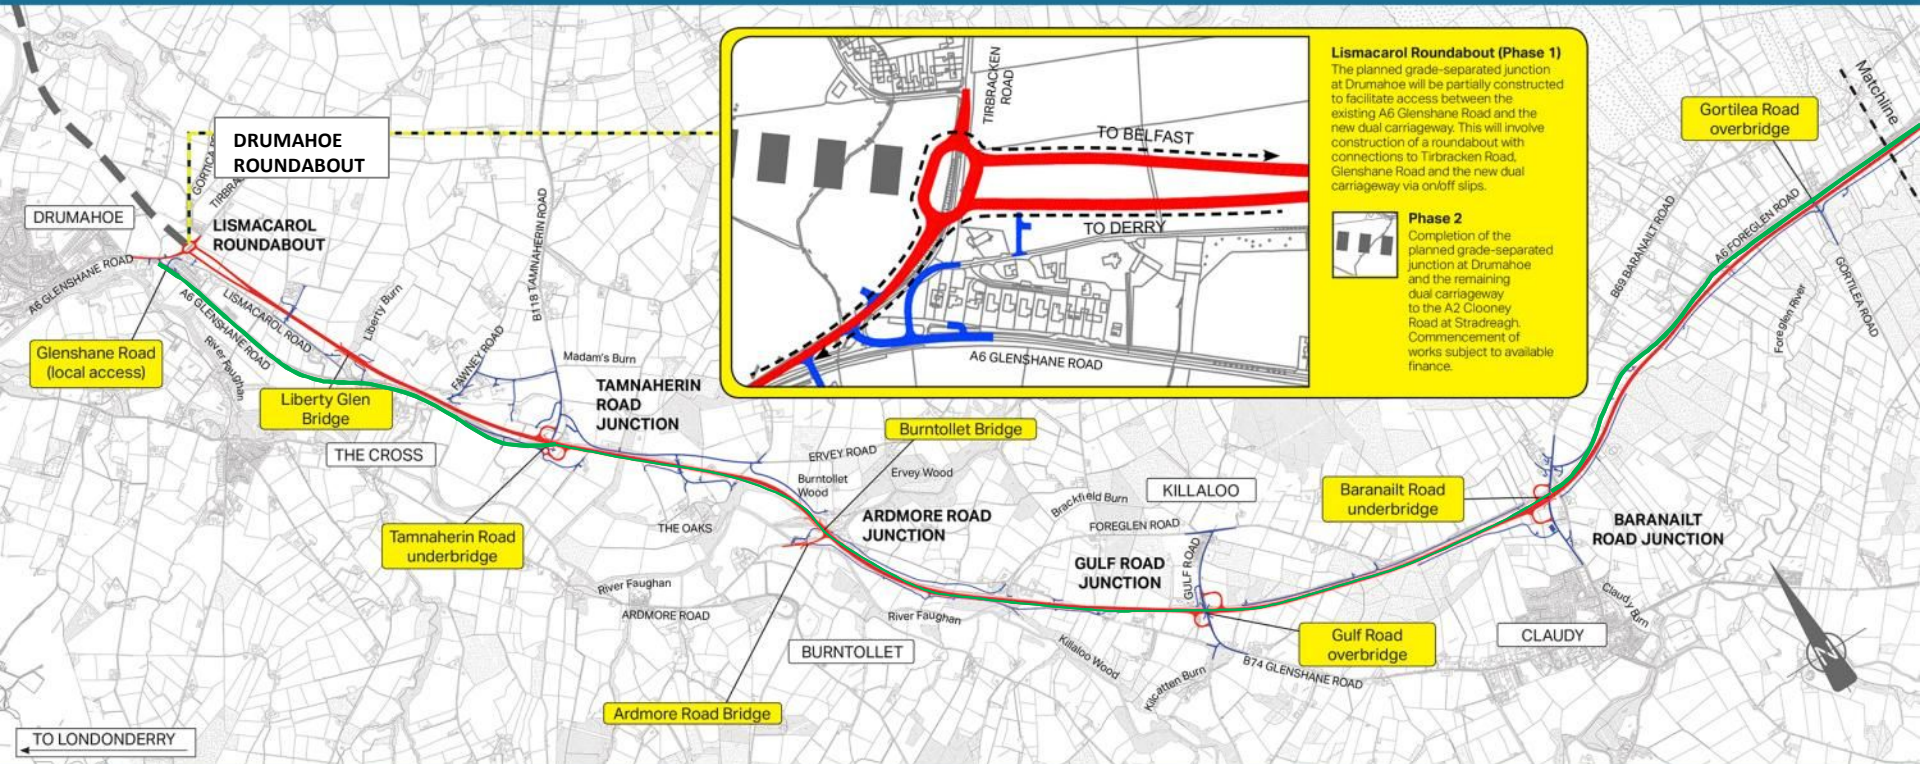 DRUMAHOE
ROUNDABOUT
DRUMAHOE
LISMACAROL
ROUNDABOUT
A6 GLENSHANE ROAD
A6 GLENSHANE ROAD
LISMACAROL ROAD
River Faughan
Liberty Burn
Glenshane Road
(local access)
Liberty Glen
Bridge
THE CROSS
FAWNEY ROAD
B118 TAMNAHERIN ROAD
Madam's Burn
TAMNAHERIN
ROAD
JUNCTION
Tamnaherin Road
underbridge
THE OAKS
River Faughan
ARDMORE ROAD
Ardmore Road Bridge
BURNTOLLET
Burntollet Bridge
ERVEY ROAD
Ervey Wood
Burntollet
Wood
ARDMORE ROAD
JUNCTION
River Faughan
Killaloo Wood
Brackfield Burn
KILLALOO
FOREGLEN ROAD
GULF ROAD
JUNCTION
GULF ROAD
Kilcatten Burn
B74 GLENSHANE ROAD
Gulf Road
overbridge
Baranailt Road
underbridge
BARANAILT
ROAD JUNCTION
CLAUDY
Claudy Burn
B69 BARANAILT ROAD
A6 FOREGLEN ROAD
Foreglen River
GORTILEA ROAD
Gortilea Road
overbridge
Matchline
N
TO LONDONDERRY
TIRBRACKEN
ROAD
TO BELFAST
TO DERRY
A6 GLENSHANE ROAD
Lismacarol Roundabout (Phase 1)
The planned grade-separated junction
at Drumahoe will be partially constructed
to facilitate access between the
existing A6 Glenshane Road and the
new dual carriageway. This will involve
construction of a roundabout with
connections to Tirbracken Road,
Glenshane Road and the new dual
carriageway via on/off slips.
Phase 2
Completion of the
planned grade-separated
junction at Drumahoe
and the remaining
dual carriageway
to the A2 Clooney
Road at Stradreagh.
Commencement of
works subject to available
finance.